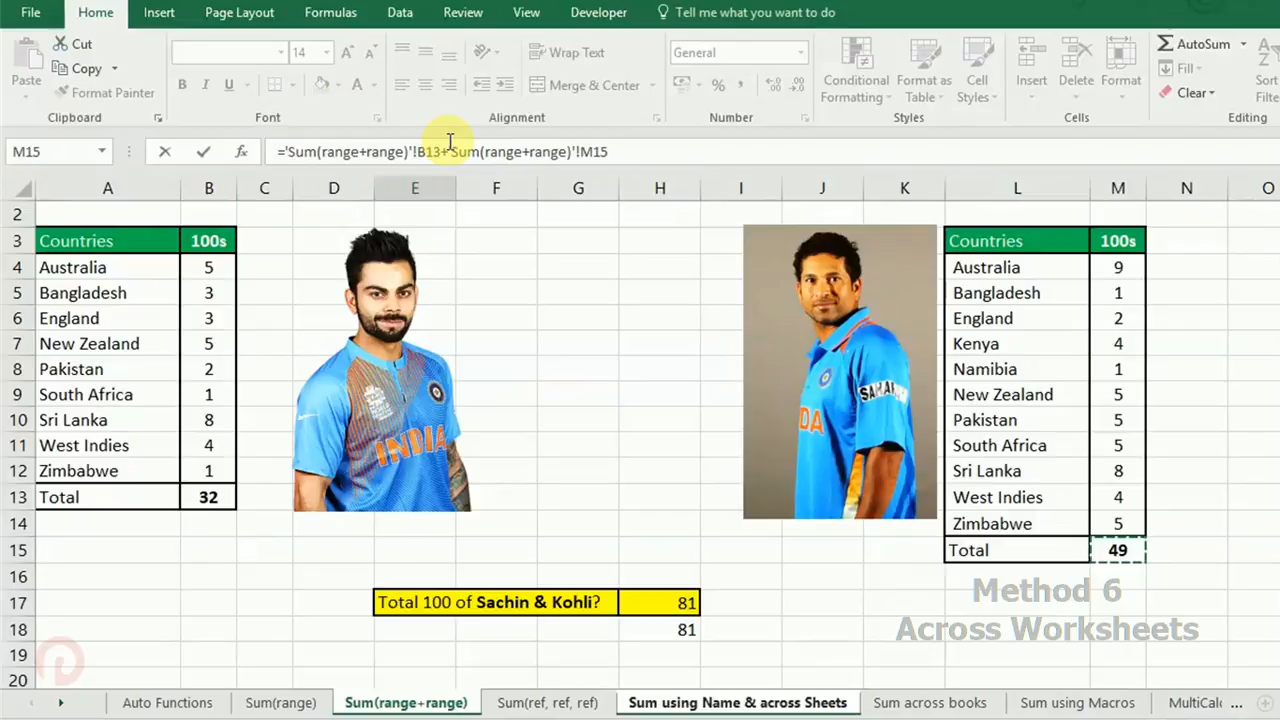 File Home Insert Page Layout Formulas Data Review View Developer Tell me what you want to do
Paste Cut Copy Format Painter Clipboard
14 B I U A Font
Wrap Text Merge & Center Alignment
General % , Number
Conditional Formatting Format as Table Cell Styles Styles
Insert Delete Format Cells
AutoSum Fill Clear Sort Editing
M15 fx ='Sum(range+range)'!B13+'Sum(range+range)'!M15
A B C D E F G H I J K L M N O
2
3 Countries 100s Countries 100s
4 Australia 5 Australia 9
5 Bangladesh 3 Bangladesh 1
6 England 3 England 2
7 New Zealand 5 Kenya 4
8 Pakistan 2 Namibia 1
9 South Africa 1 New Zealand 5
10 Sri Lanka 8 Pakistan 5
11 West Indies 4 South Africa 5
12 Zimbabwe 1 Sri Lanka 8
13 Total 32 West Indies 4
14 Zimbabwe 5
15 Total 49
16
17 Total 100 of Sachin & Kohli? 81
18 81
19
20
INDIA
SAHARA
DA
Method 6
Across Worksheets
Auto Functions Sum(range) Sum(range+range) Sum(ref, ref, ref) Sum using Name & across Sheets Sum across books Sum using Macros MultiCalc ...